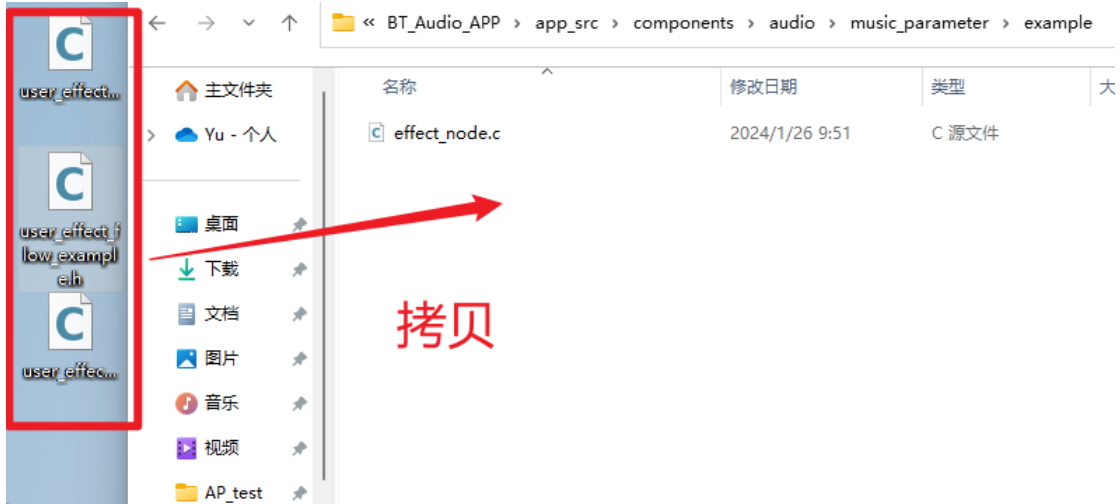 user_effect...
user_effect_f
low_exampl
e.h
user_effec...
« BT_Audio_APP > app_src > components > audio > music_parameter > example
名称 修改日期 类型 大
effect_node.c 2024/1/26 9:51 C 源文件
主文件夹
Yu - 个人
桌面
下载
文档
图片
音乐
视频
AP_test
拷贝